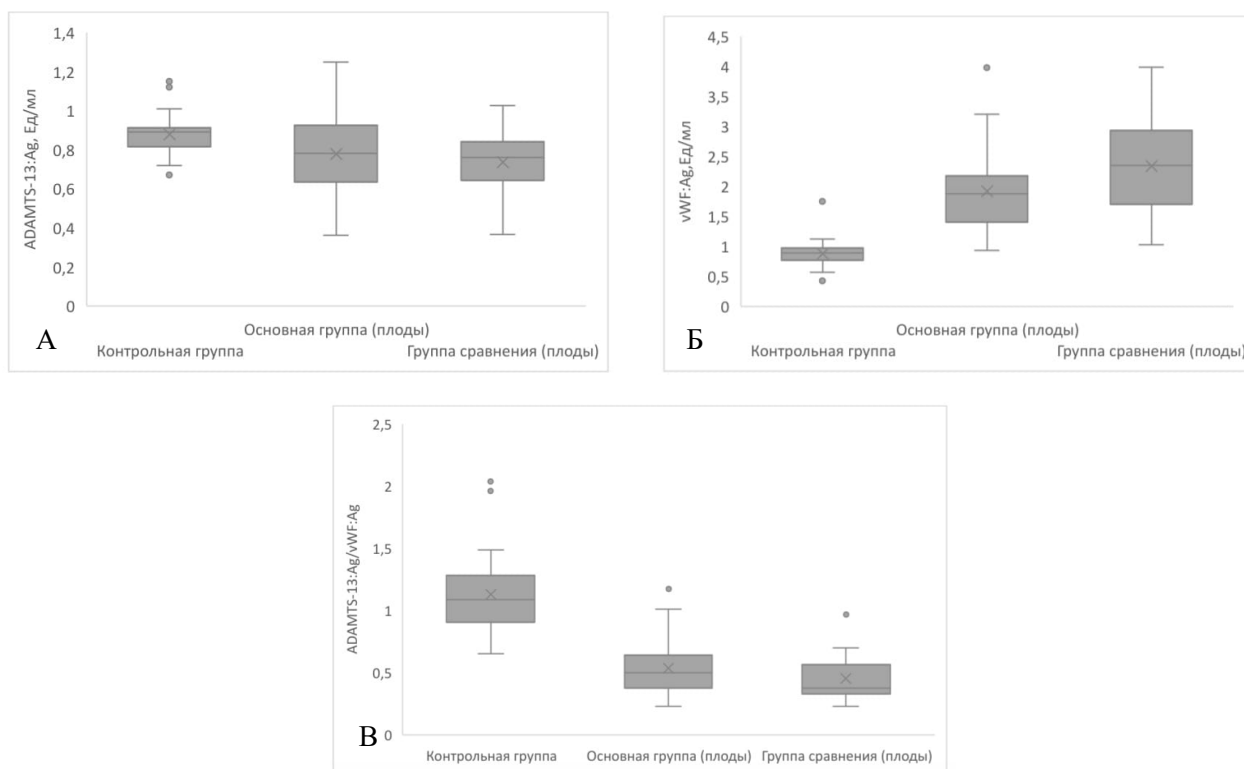 ADAMTS-13:Ag, Ед/мл
1,4
1,2
1
0,8
0,6
0,4
0,2
0
Основная группа (плоды)
Контрольная группа
Группа сравнения (плоды)
А
vWF:Ag,Ед/мл
4,5
4
3,5
3
2,5
2
1,5
1
0,5
0
Основная группа (плоды)
Контрольная группа
Группа сравнения (плоды)
Б
ADAMTS-13:Ag/vWF:Ag
2,5
2
1,5
1
0,5
0
Контрольная группа
Основная группа (плоды)
Группа сравнения (плоды)
В